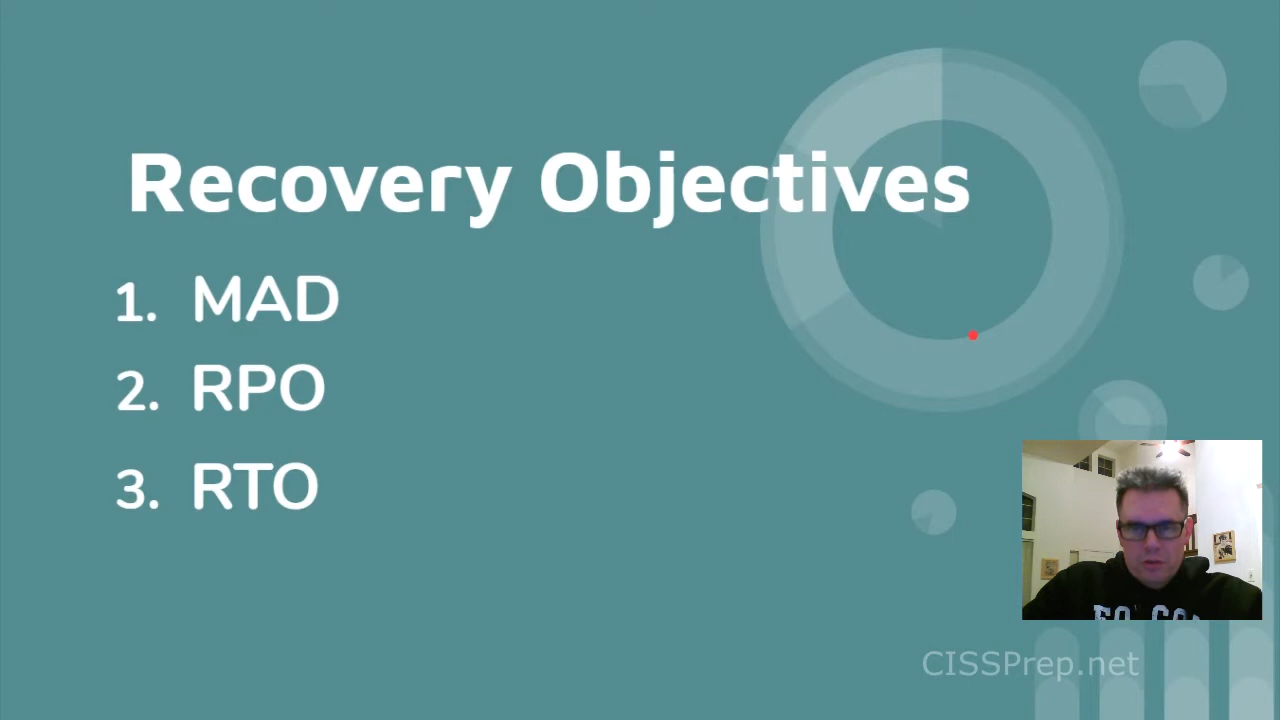 Recovery Objectives
1. MAD
2. RPO
3. RTO
CISSPrep.net